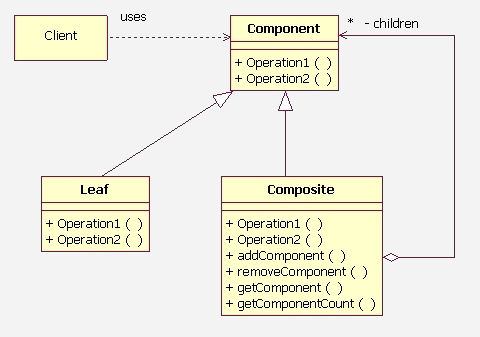 uses
Client
Component
* - children
+ Operation1 ( )
+ Operation2 ( )
Leaf
+ Operation1 ( )
+ Operation2 ( )
Composite
+ Operation1 ( )
+ Operation2 ( )
+ addComponent ( )
+ removeComponent ( )
+ getComponent ( )
+ getComponentCount ( )